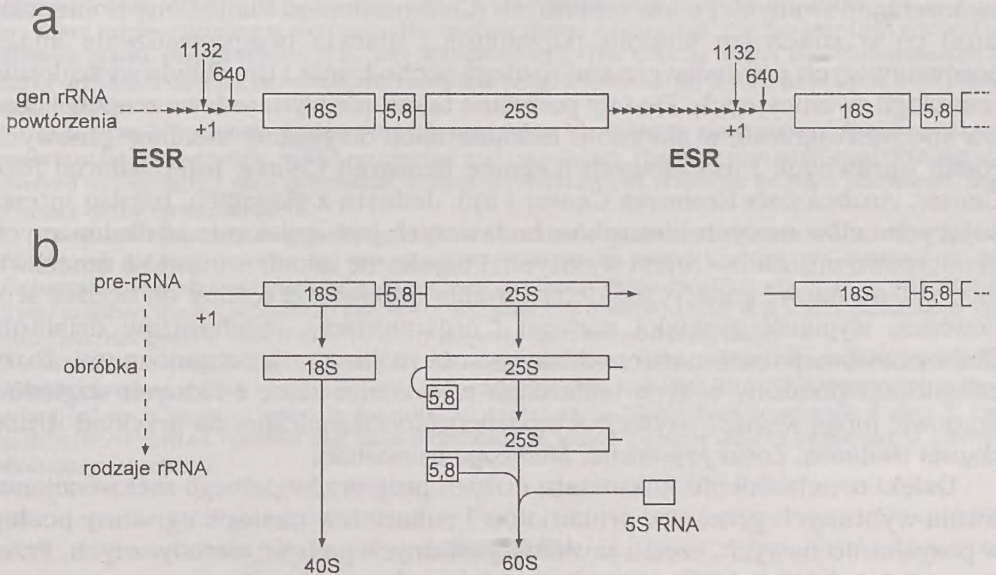 a
1132 1132
640 640
gen rRNA
powtórzenia
18S 5,8 25S 18S 5,8
+1 +1
ESR ESR
b
pre-rRNA
18S 5,8 25S 18S 5,8
+1
obróbka
18S 25S
5,8
25S
rodzaje rRNA
5,8
5S RNA
40S 60S